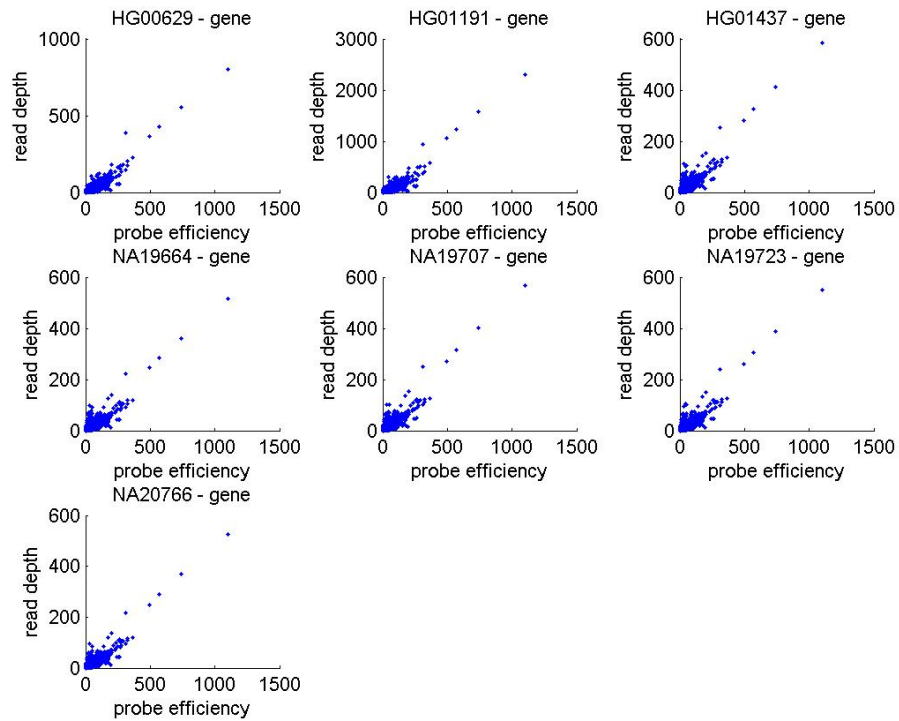 HG00629 - gene
1000
500
0
read depth
0 500 1000 1500
probe efficiency
HG01191 - gene
3000
2000
1000
0
read depth
0 500 1000 1500
probe efficiency
HG01437 - gene
600
400
200
0
read depth
0 500 1000 1500
probe efficiency
NA19664 - gene
600
400
200
0
read depth
0 500 1000 1500
probe efficiency
NA19707 - gene
600
400
200
0
read depth
0 500 1000 1500
probe efficiency
NA19723 - gene
600
400
200
0
read depth
0 500 1000 1500
probe efficiency
NA20766 - gene
600
400
200
0
read depth
0 500 1000 1500
probe efficiency